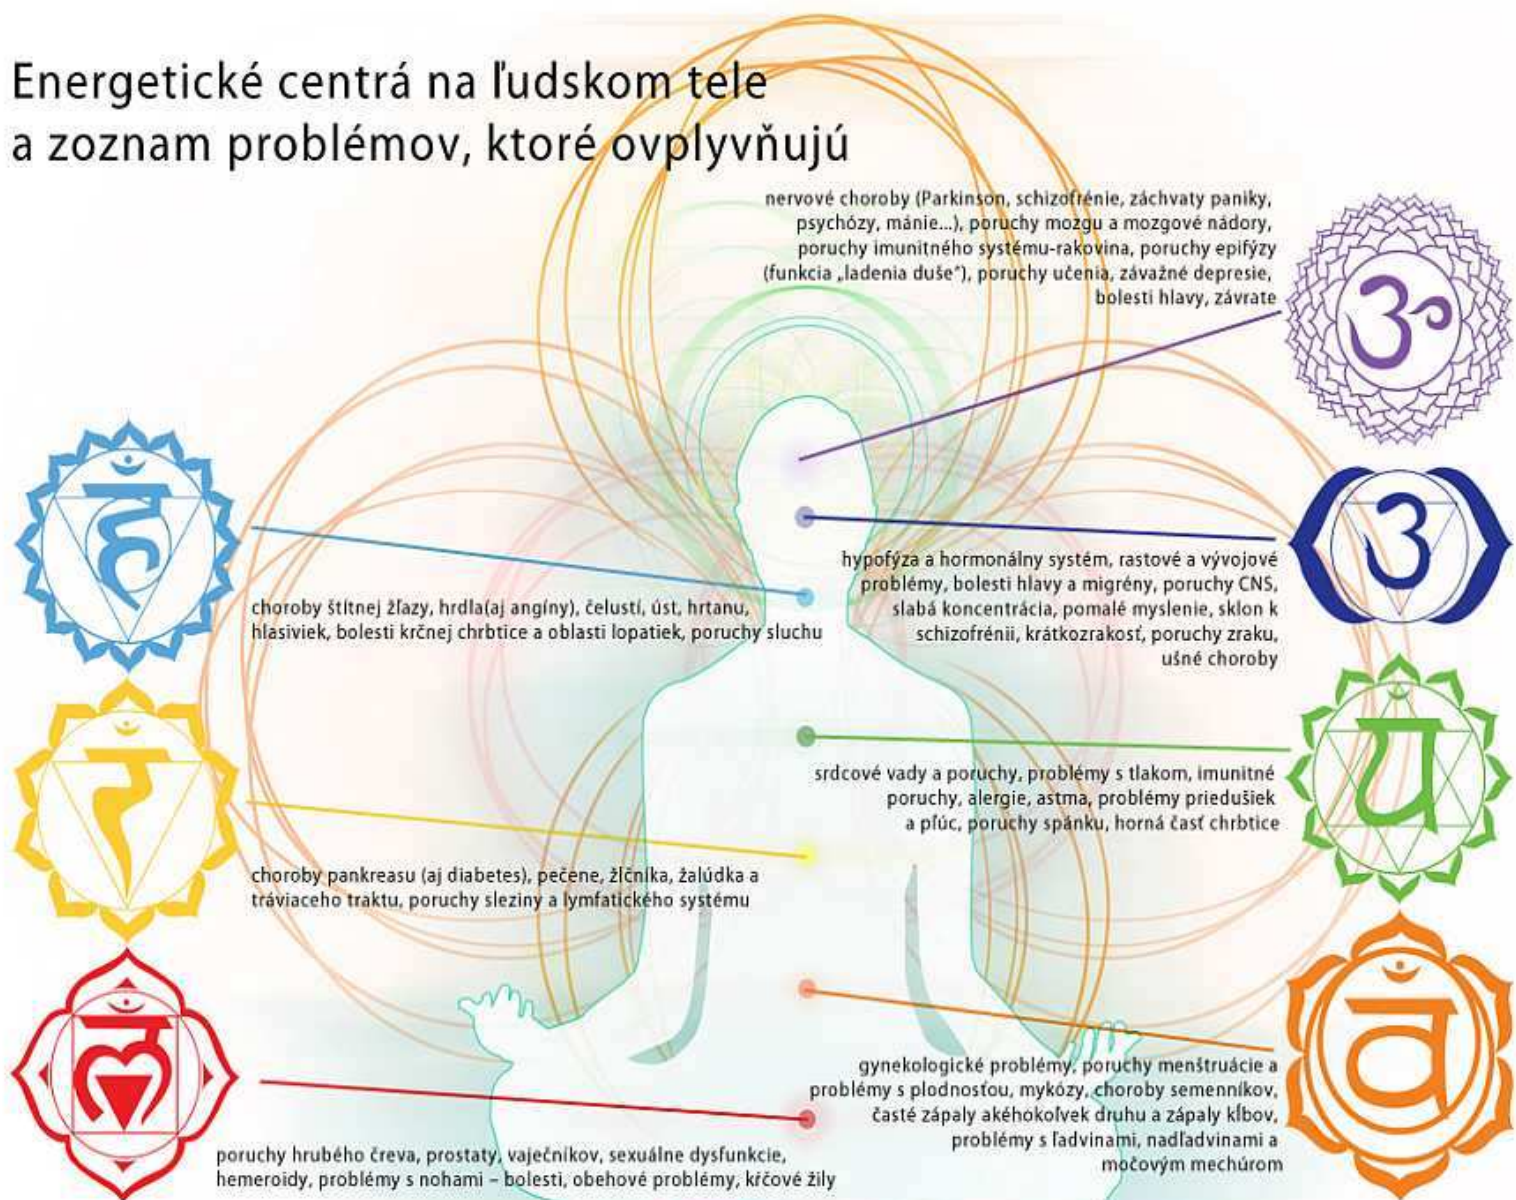 Energetické centrá na ľudskom tele
a zoznam problémov, ktoré ovplyvňujú
nervové choroby (Parkinson, schizofrénie, záchvaty paniky,
psychózy, mánie...), poruchy mozgu a mozgové nádory,
poruchy imunitného systému-rakovina, poruchy epifýzy
(funkcia „ladenia duše“), poruchy učenia, závažné depresie,
bolesti hlavy, závrate
ॐ
हं
choroby štítnej žľazy, hrdla(aj angíny), čelustí, úst, hrtanu,
hlasiviek, bolesti krčnej chrbtice a oblasti lopatiek, poruchy sluchu
hypofýza a hormonálny systém, rastové a vývojové
problémy, bolesti hlavy a migrény, poruchy CNS,
slabá koncentrácia, pomalé myslenie, sklon k
schizofrénii, krátkozrakosť, poruchy zraku,
ušné choroby
srdcové vady a poruchy, problémy s tlakom, imunitné
poruchy, alergie, astma, problémy priedušiek
a pľúc, poruchy spánku, horná časť chrbtice
choroby pankreasu (aj diabetes), pečene, žlčníka, žalúdka a
tráviaceho traktu, poruchy sleziny a lymfatického systému
gynekologické problémy, poruchy menštruácie a
problémy s plodnosťou, mykózy, choroby semenníkov,
časté zápaly akéhokoľvek druhu a zápaly kĺbov,
problémy s ľadvinami, nadľadvinami a
močovým mechúrom
poruchy hrubého čreva, prostaty, vaječníkov, sexuálne dysfunkcie,
hemeroidy, problémy s nohami – bolesti, obehové problémy, kŕčové žily